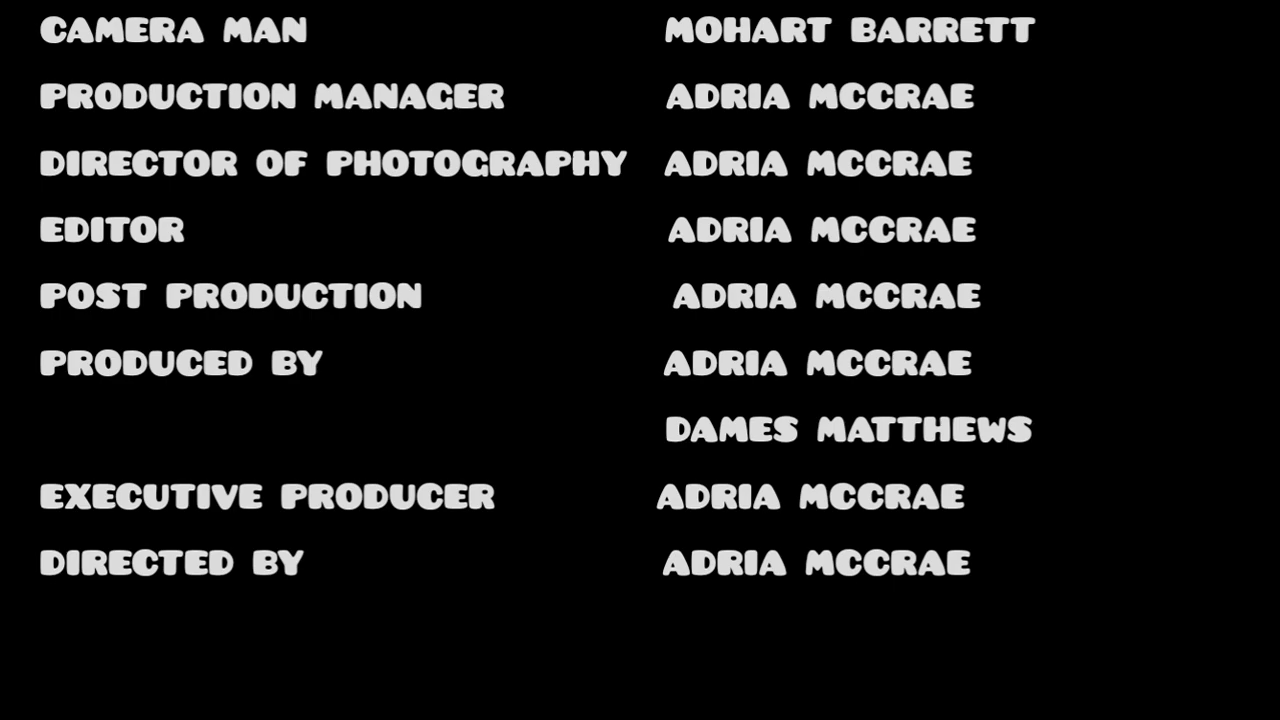 CAMERA MAN MOHART BARRETT
PRODUCTION MANAGER ADRIA MCCRAE
DIRECTOR OF PHOTOGRAPHY ADRIA MCCRAE
EDITOR ADRIA MCCRAE
POST PRODUCTION ADRIA MCCRAE
PRODUCED BY ADRIA MCCRAE
DAMES MATTHEWS
EXECUTIVE PRODUCER ADRIA MCCRAE
DIRECTED BY ADRIA MCCRAE